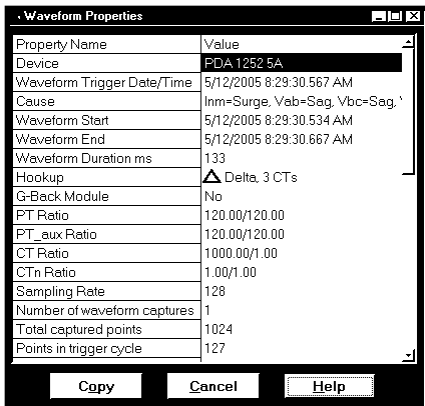 Waveform Properties
Property Name Value
Device PDA 1252 5A
Waveform Trigger Date/Time 5/12/2005 8:29:30.567 AM
Cause Inm=Surge, Vab=Sag, Vbc=Sag,
Waveform Start 5/12/2005 8:29:30.534 AM
Waveform End 5/12/2005 8:29:30.667 AM
Waveform Duration ms 133
Hookup Delta, 3 CTs
G-Back Module No
PT Ratio 120.00/120.00
PT_aux Ratio 120.00/120.00
CT Ratio 1000.00/1.00
CTn Ratio 1.00/1.00
Sampling Rate 128
Number of waveform captures 1
Total captured points 1024
Points in trigger cycle 127
Copy Cancel Help